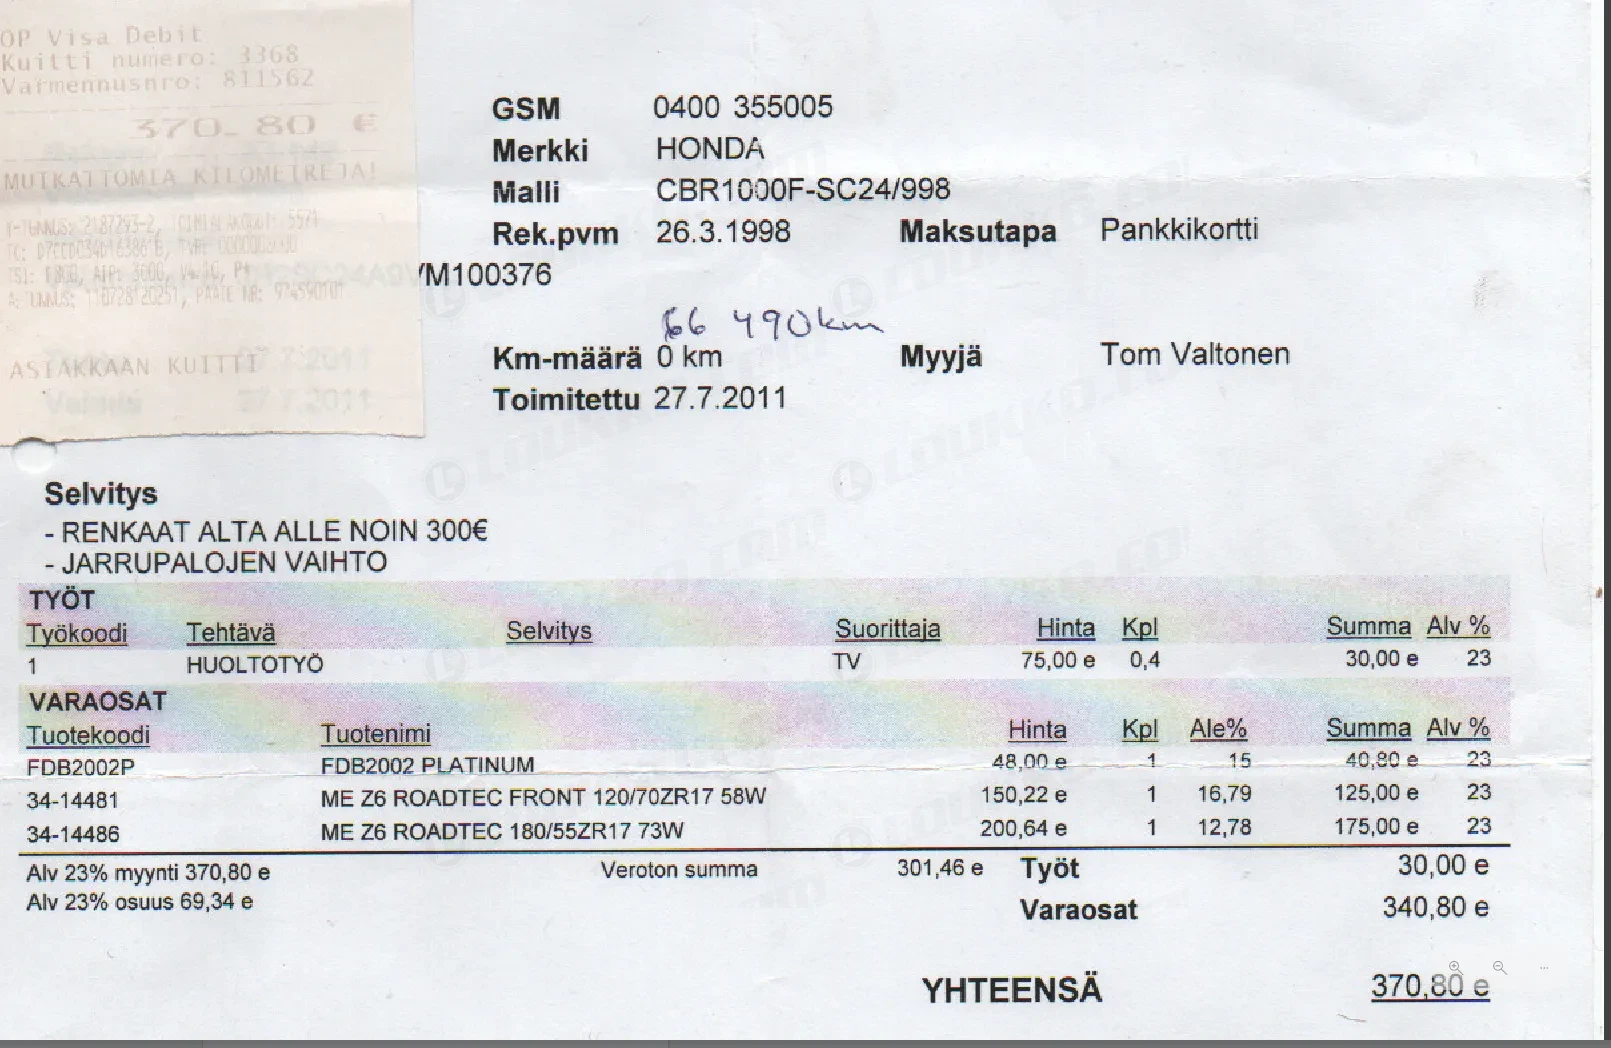 OP Visa Debit
Kuitti numero: 3368
Varmennusnro: 811562
370.80 €
MUTKATTOMIA KILOMETREJÄ!
ASIAKKAAN KUITTI
GSM 0400 355005
Merkki HONDA
Malli CBR1000F-SC24/998
Rek.pvm 26.3.1998 Maksutapa Pankkikortti
VM100376
66 490km
Km-määrä 0 km Myyjä Tom Valtonen
Toimitettu 27.7.2011
Selvitys
- RENKAAT ALTA ALLE NOIN 300€
- JARRUPALOJEN VAIHTO
TYÖT
Työkoodi Tehtävä Selvitys Suorittaja Hinta Kpl Summa Alv %
1 HUOLTOTYÖ TV 75,00 e 0,4 30,00 e 23
VARAOSAT
Tuotekoodi Tuotenimi Hinta Kpl Ale% Summa Alv %
FDB2002P FDB2002 PLATINUM 48,00 e 1 15 40,80 e 23
34-14481 ME Z6 ROADTEC FRONT 120/70ZR17 58W 150,22 e 1 16,79 125,00 e 23
34-14486 ME Z6 ROADTEC 180/55ZR17 73W 200,64 e 1 12,78 175,00 e 23
Alv 23% myynti 370,80 e Veroton summa 301,46 e Työt 30,00 e
Alv 23% osuus 69,34 e Varaosat 340,80 e
YHTEENSÄ 370,80 e